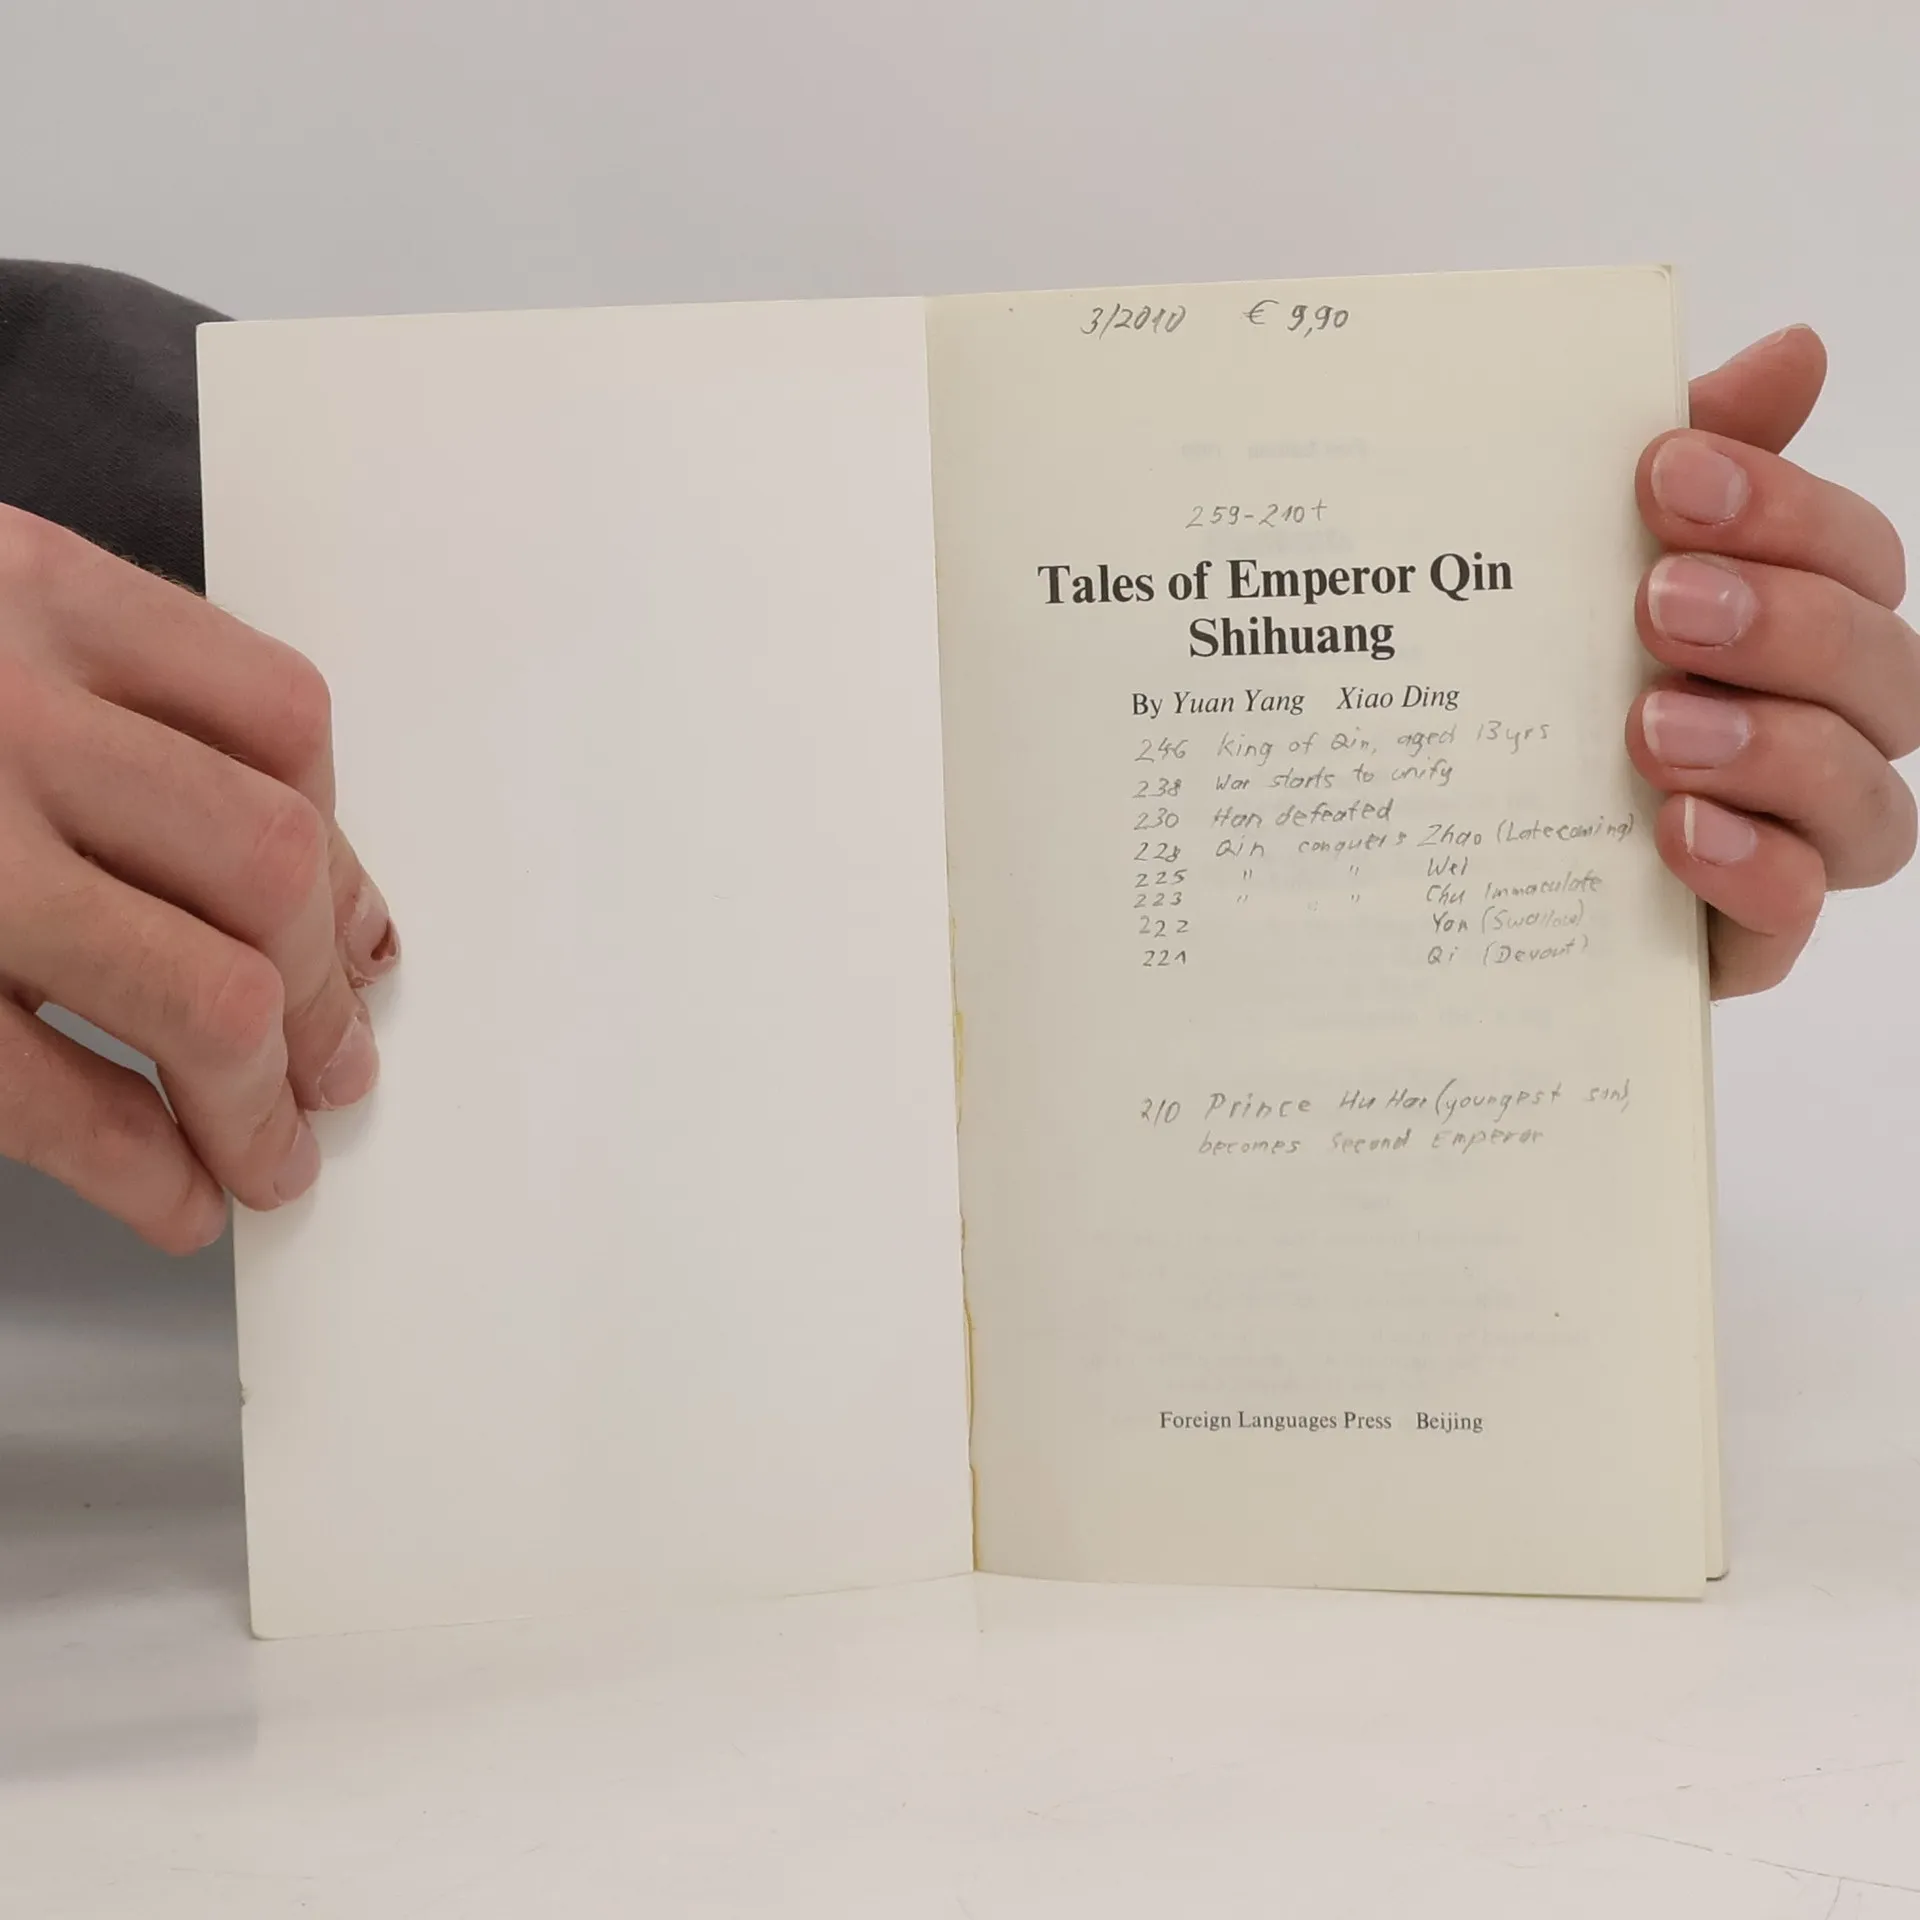 3/2010 € 9,90
259-210†
Tales of Emperor Qin
Shihuang
By Yuan Yang Xiao Ding
246 King of Qin, aged 13 yrs
238 War starts to unify
230 Han defeated
228 Qin conquers Zhao (Latecoming)
225 " " Wei
223 " " " Chu Immaculate
222 Yan (Swallow)
221 Qi (Devout)
210 Prince Hu Hai (youngest son),
becomes Second Emperor
Foreign Languages Press Beijing